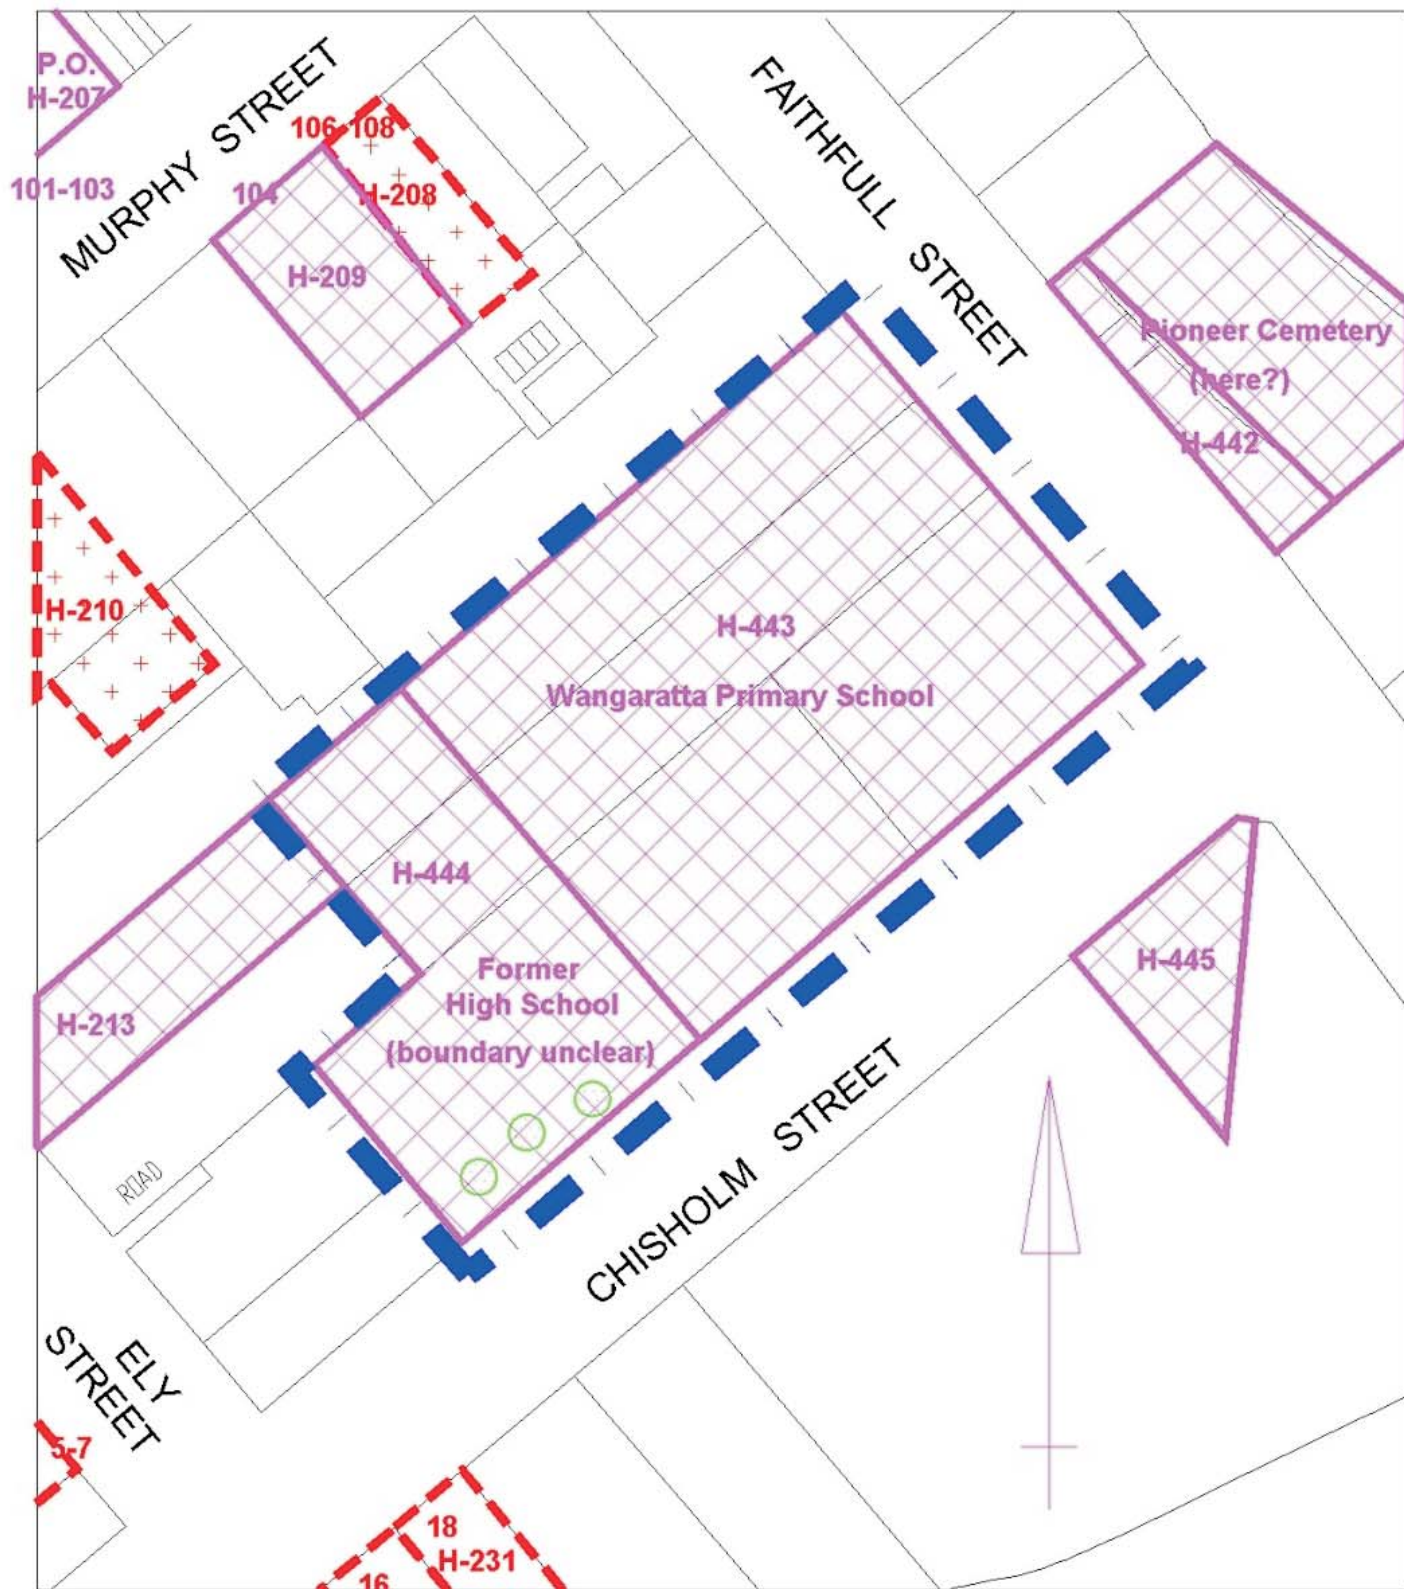 P.O.
H-207
101-103
MURPHY STREET
106-108
104
H-208
H-209
FAITHFULL STREET
Pioneer Cemetery
(here?)
H-442
H-210
H-443
Wangaratta Primary School
H-444
Former
High School
(boundary unclear)
H-213
H-445
ROAD
CHISHOLM STREET
ELY
STREET
5-7
18
H-231
16